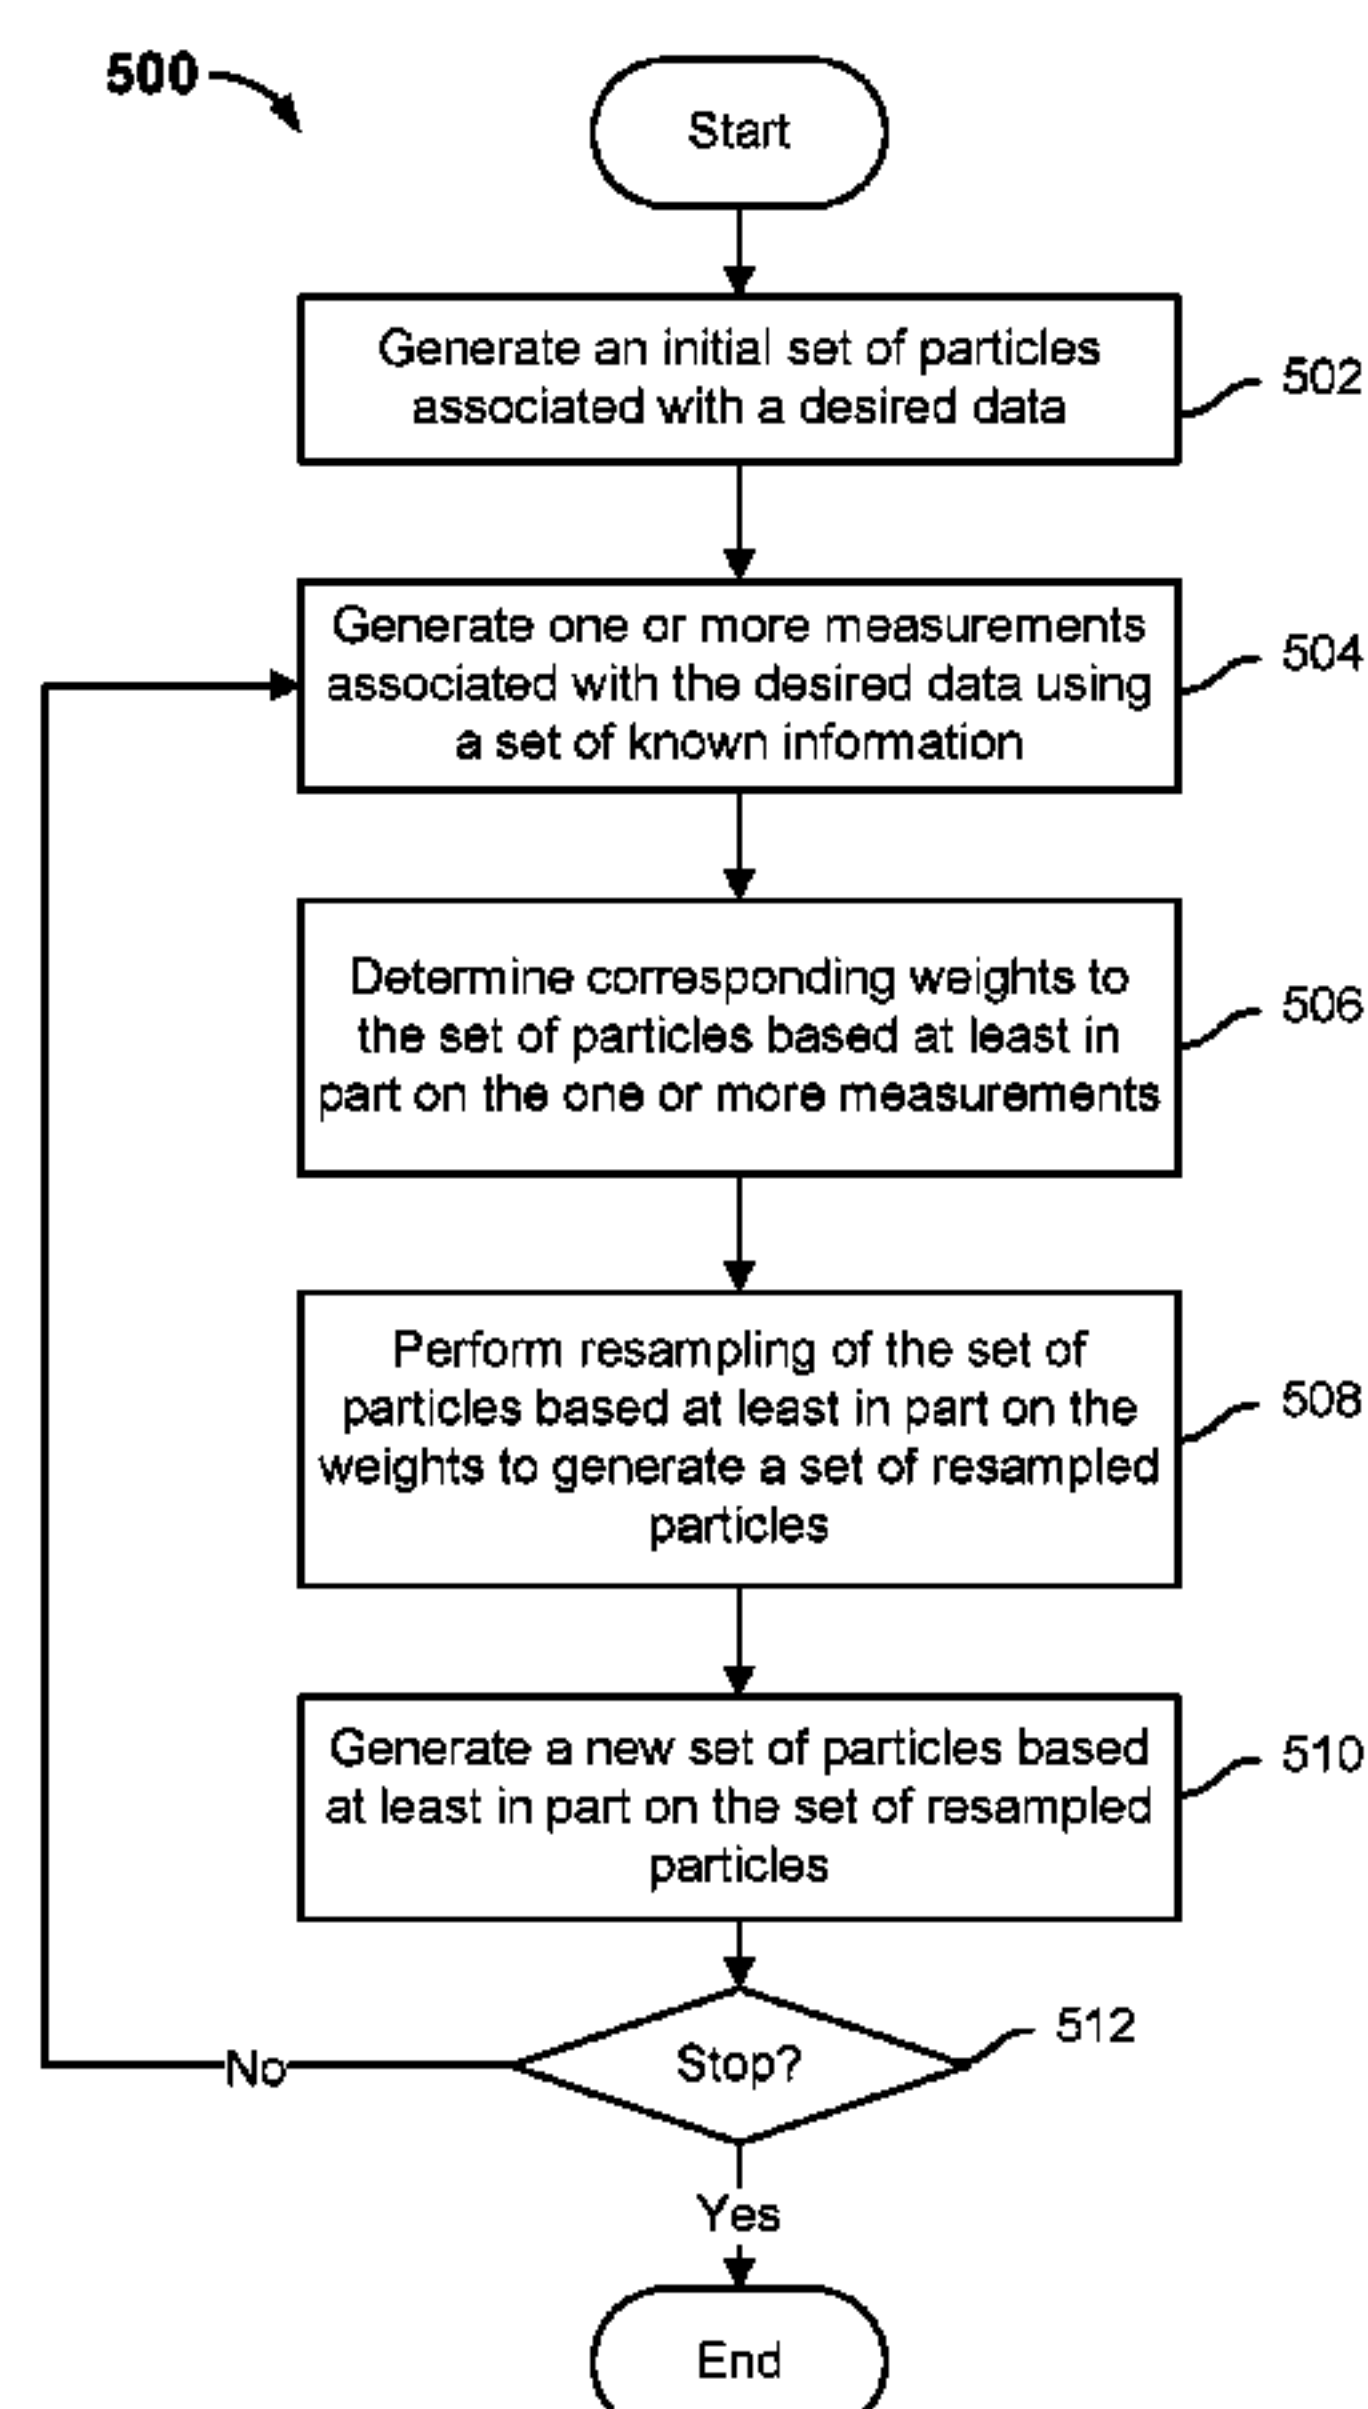 500
Start
Generate an initial set of particles
associated with a desired data
502
Generate one or more measurements
associated with the desired data using
a set of known information
504
Determine corresponding weights to
the set of particles based at least in
part on the one or more measurements
506
Perform resampling of the set of
particles based at least in part on the
weights to generate a set of resampled
particles
508
Generate a new set of particles based
at least in part on the set of resampled
particles
510
Stop?
512
No
Yes
End